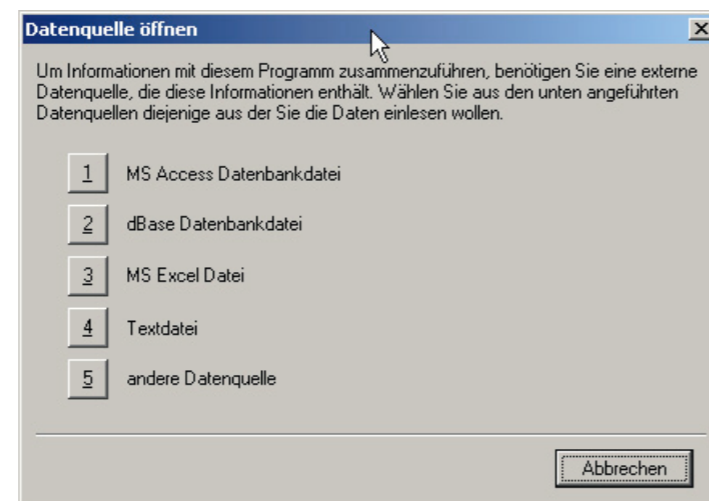 Datenquelle öffnen
Um Informationen mit diesem Programm zusammenzuführen, benötigen Sie eine externe
Datenquelle, die diese Informationen enthält. Wählen Sie aus den unten angeführten
Datenquellen diejenige aus der Sie die Daten einlesen wollen.
1 MS Access Datenbankdatei
2 dBase Datenbankdatei
3 MS Excel Datei
4 Textdatei
5 andere Datenquelle
Abbrechen